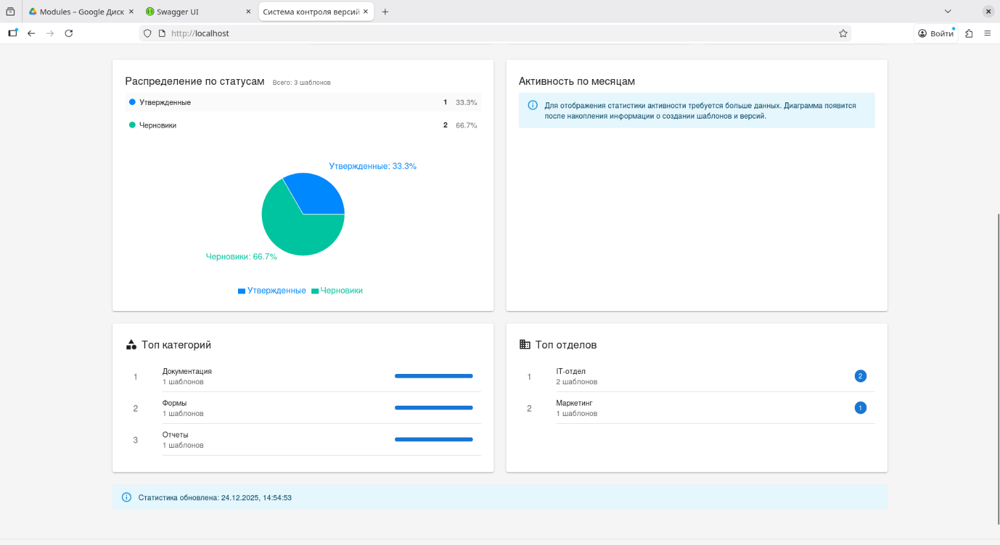 Modules – Google Диск
Swagger UI
Система контроля версий
http://localhost
Войти
Распределение по статусам Всего: 3 шаблонов
Утвержденные 1 33.3%
Черновики 2 66.7%
Утвержденные: 33.3%
Черновики: 66.7%
Утвержденные Черновики
Активность по месяцам
Для отображения статистики активности требуется больше данных. Диаграмма появится
после накопления информации о создании шаблонов и версий.
Топ категорий
1 Документация
1 шаблонов
2 Формы
1 шаблонов
3 Отчеты
1 шаблонов
Топ отделов
1 IT-отдел 2
2 шаблонов
2 Маркетинг 1
1 шаблонов
Статистика обновлена: 24.12.2025, 14:54:53